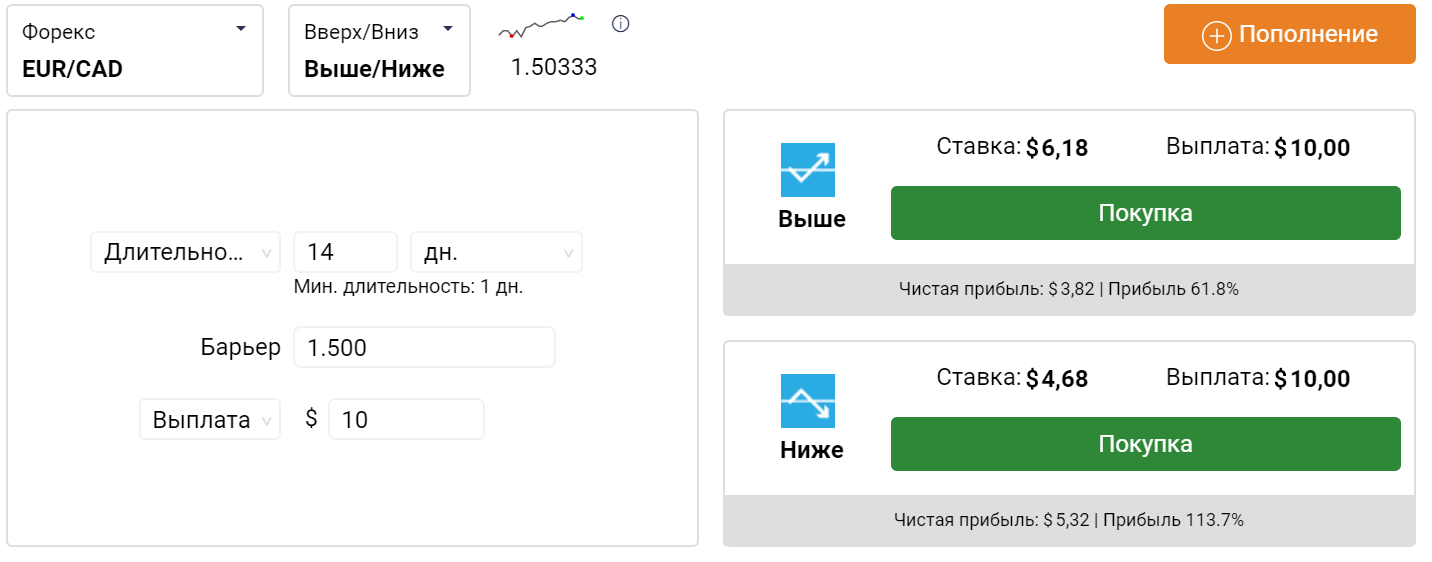 Форекс
EUR/CAD
Вверх/Вниз
Выше/Ниже
1.50333
Пополнение
Длительно... 14 дн.
Мин. длительность: 1 дн.
Барьер 1.500
Выплата $ 10
Ставка: $6,18 Выплата: $10,00
Выше
Покупка
Чистая прибыль: $3,82 | Прибыль 61.8%
Ставка: $4,68 Выплата: $10,00
Ниже
Покупка
Чистая прибыль: $5,32 | Прибыль 113.7%